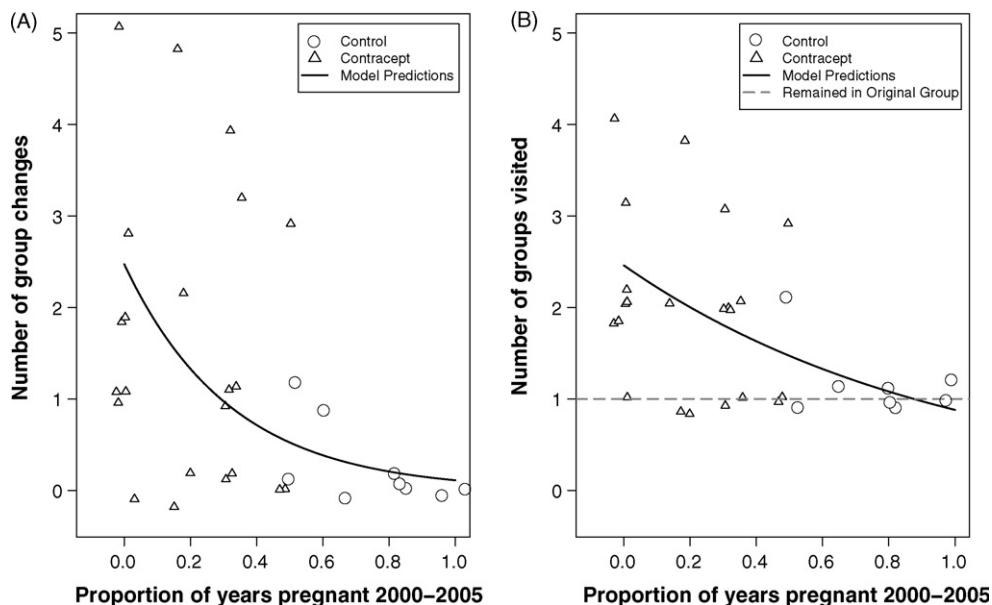 (A)
Number of group changes
5
4
3
2
1
0
Control
Contracept
Model Predictions
0.0 0.2 0.4 0.6 0.8 1.0
Proportion of years pregnant 2000–2005
(B)
Number of groups visited
5
4
3
2
1
0
Control
Contracept
Model Predictions
Remained in Original Group
0.0 0.2 0.4 0.6 0.8 1.0
Proportion of years pregnant 2000–2005